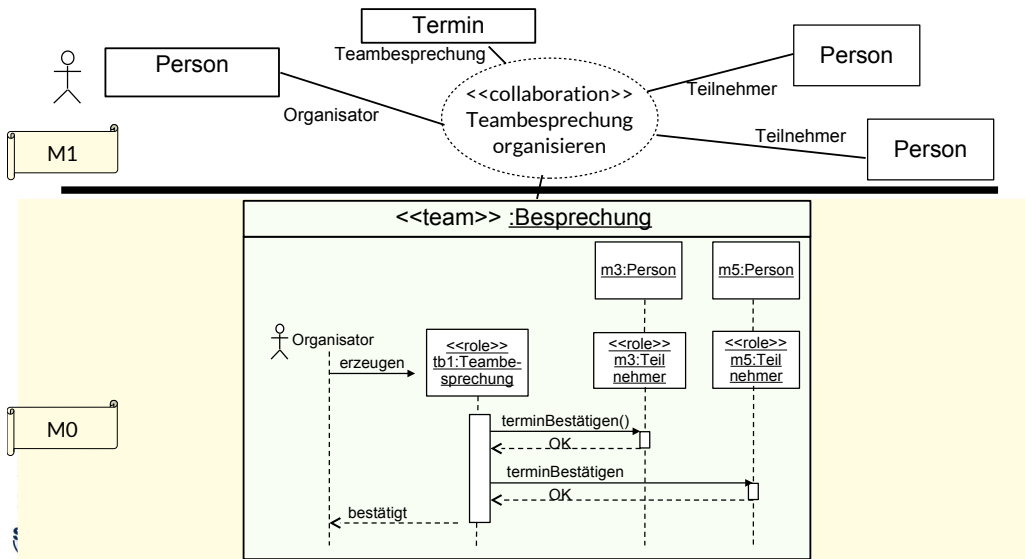 Termin
Teambesprechung
Person
Person
<<collaboration>>
Teambesprechung
organisieren
Teilnehmer
Organisator
Teilnehmer
Person
M1
<<team>> :Besprechung
m3:Person
m5:Person
Organisator
erzeugen
<<role>>
tb1:Teambe-
sprechung
<<role>>
m3:Teil
nehmer
<<role>>
m5:Teil
nehmer
M0
terminBestätigen()
OK
terminBestätigen
OK
bestätigt